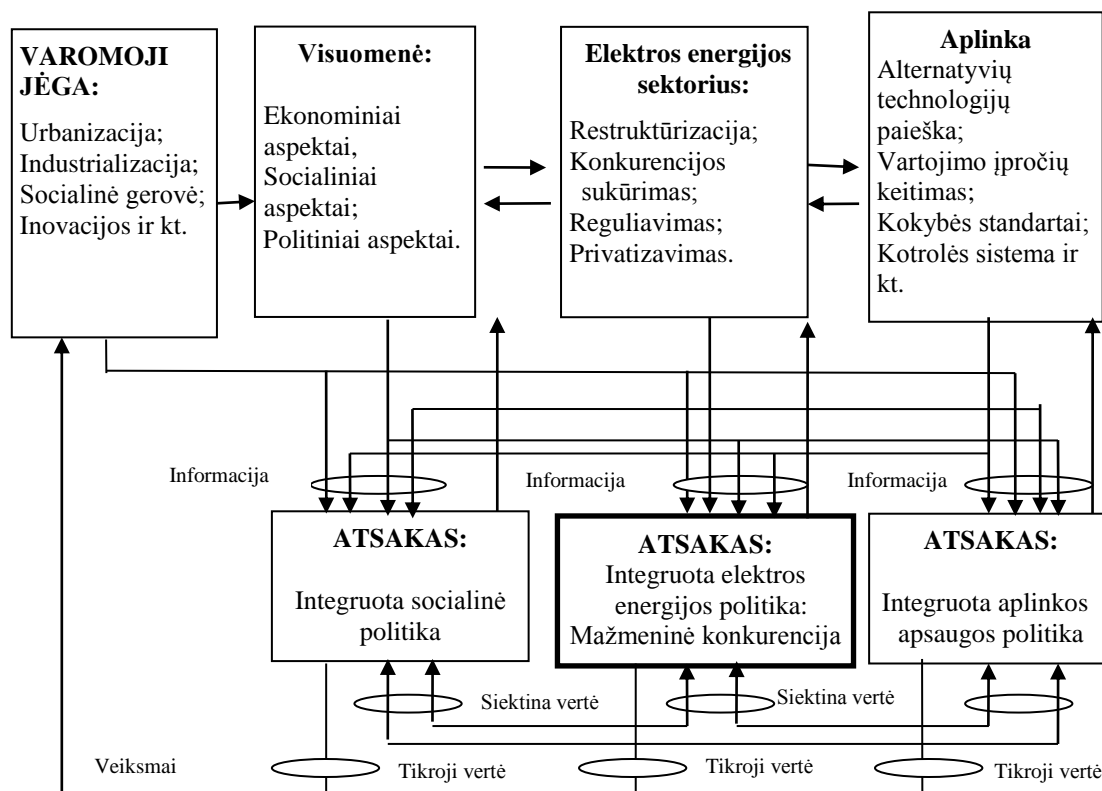 VAROMOJI
JĖGA:
Urbanizacija;
Industrializacija;
Socialinė gerovė;
Inovacijos ir kt.
Visuomenė:
Ekonominiai
aspektai,
Socialiniai
aspektai;
Politiniai aspektai.
Elektros energijos
sektorius:
Restruktūrizacija;
Konkurencijos
sukūrimas;
Reguliavimas;
Privatizavimas.
Aplinka
Alternatyvių
technologijų
paieška;
Vartojimo įpročių
keitimas;
Kokybės standartai;
Kotrolės sistema ir
kt.
Informacija
Informacija
Informacija
ATSAKAS:
Integruota socialinė
politika
ATSAKAS:
Integruota elektros
energijos politika:
Mažmeninė konkurencija
ATSAKAS:
Integruota aplinkos
apsaugos politika
Siektina vertė
Siektina vertė
Veiksmai
Tikroji vertė
Tikroji vertė
Tikroji vertė